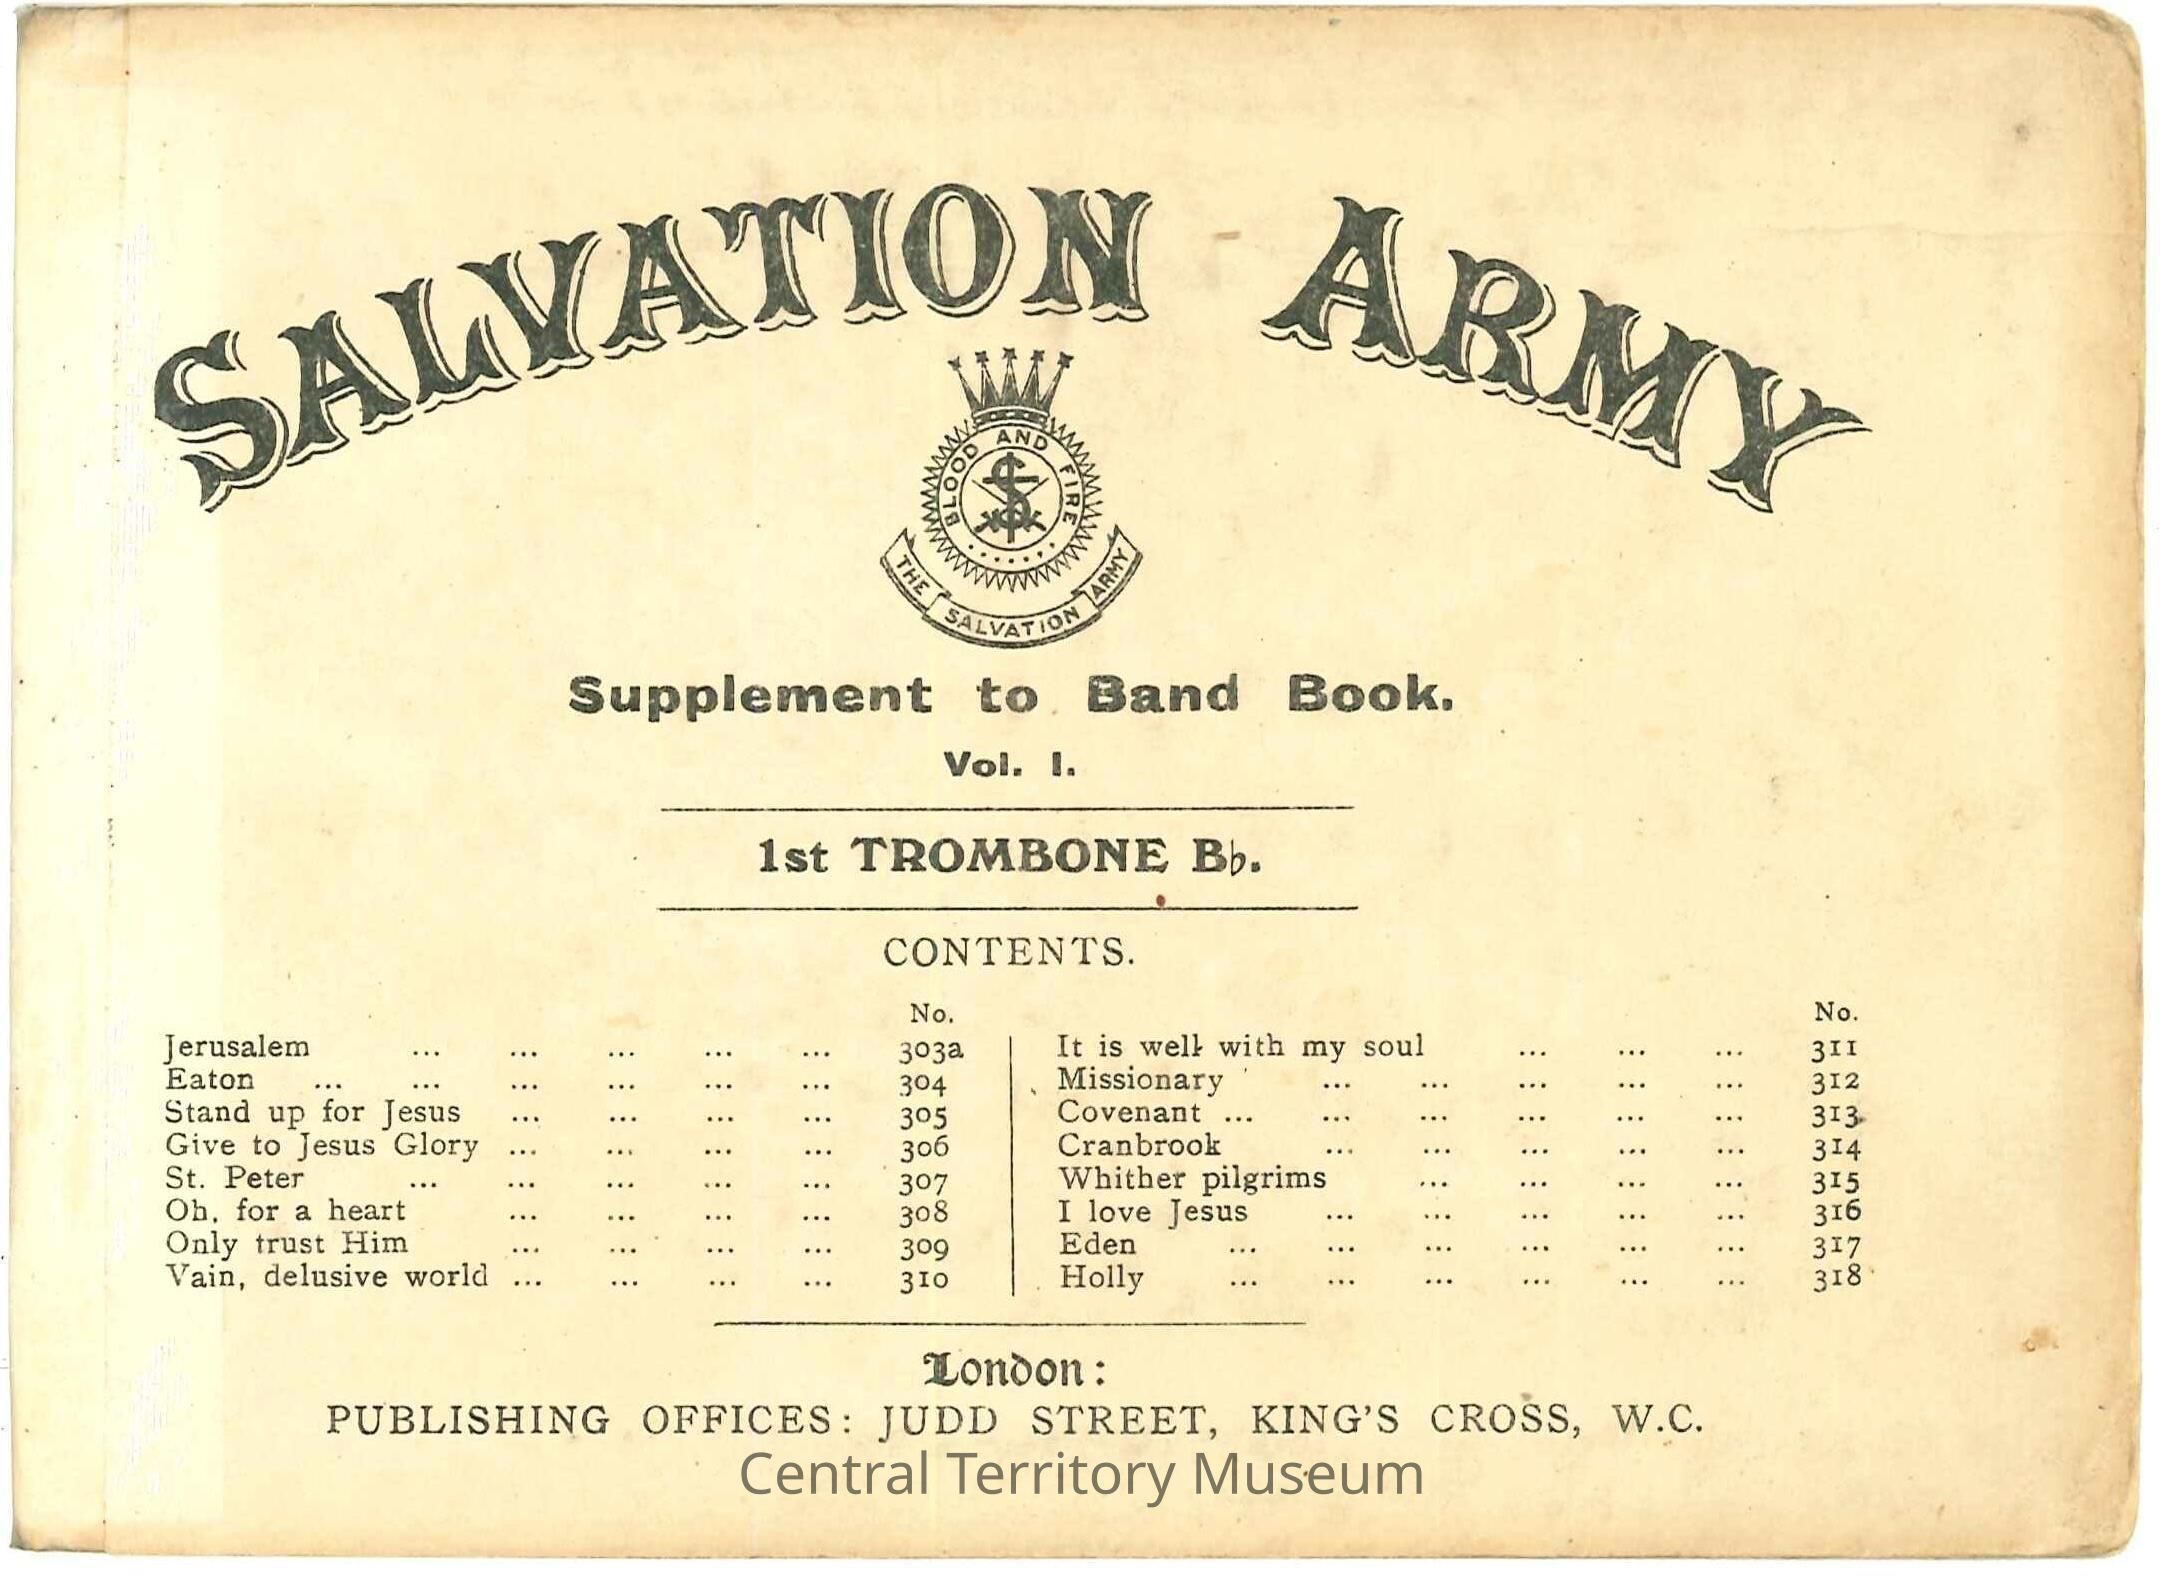 SALVATION ARMY
BLOOD AND FIRE
THE SALVATION ARMY
Supplement to Band Book.
Vol. I.
1st TROMBONE B♭.
CONTENTS.
No.
Jerusalem ... ... ... ... ... 303a
Eaton ... ... ... ... ... ... 304
Stand up for Jesus ... ... ... ... 305
Give to Jesus Glory ... ... ... ... 306
St. Peter ... ... ... ... ... 307
Oh, for a heart ... ... ... ... 308
Only trust Him ... ... ... ... 309
Vain, delusive world ... ... ... ... 310
No.
It is well with my soul ... ... ... 311
Missionary ... ... ... ... ... 312
Covenant ... ... ... ... ... ... 313
Cranbrook ... ... ... ... ... 314
Whither pilgrims ... ... ... ... 315
I love Jesus ... ... ... ... ... 316
Eden ... ... ... ... ... ... 317
Holly ... ... ... ... ... ... 318
London:
PUBLISHING OFFICES: JUDD STREET, KING'S CROSS, W.C.
Central Territory Museum